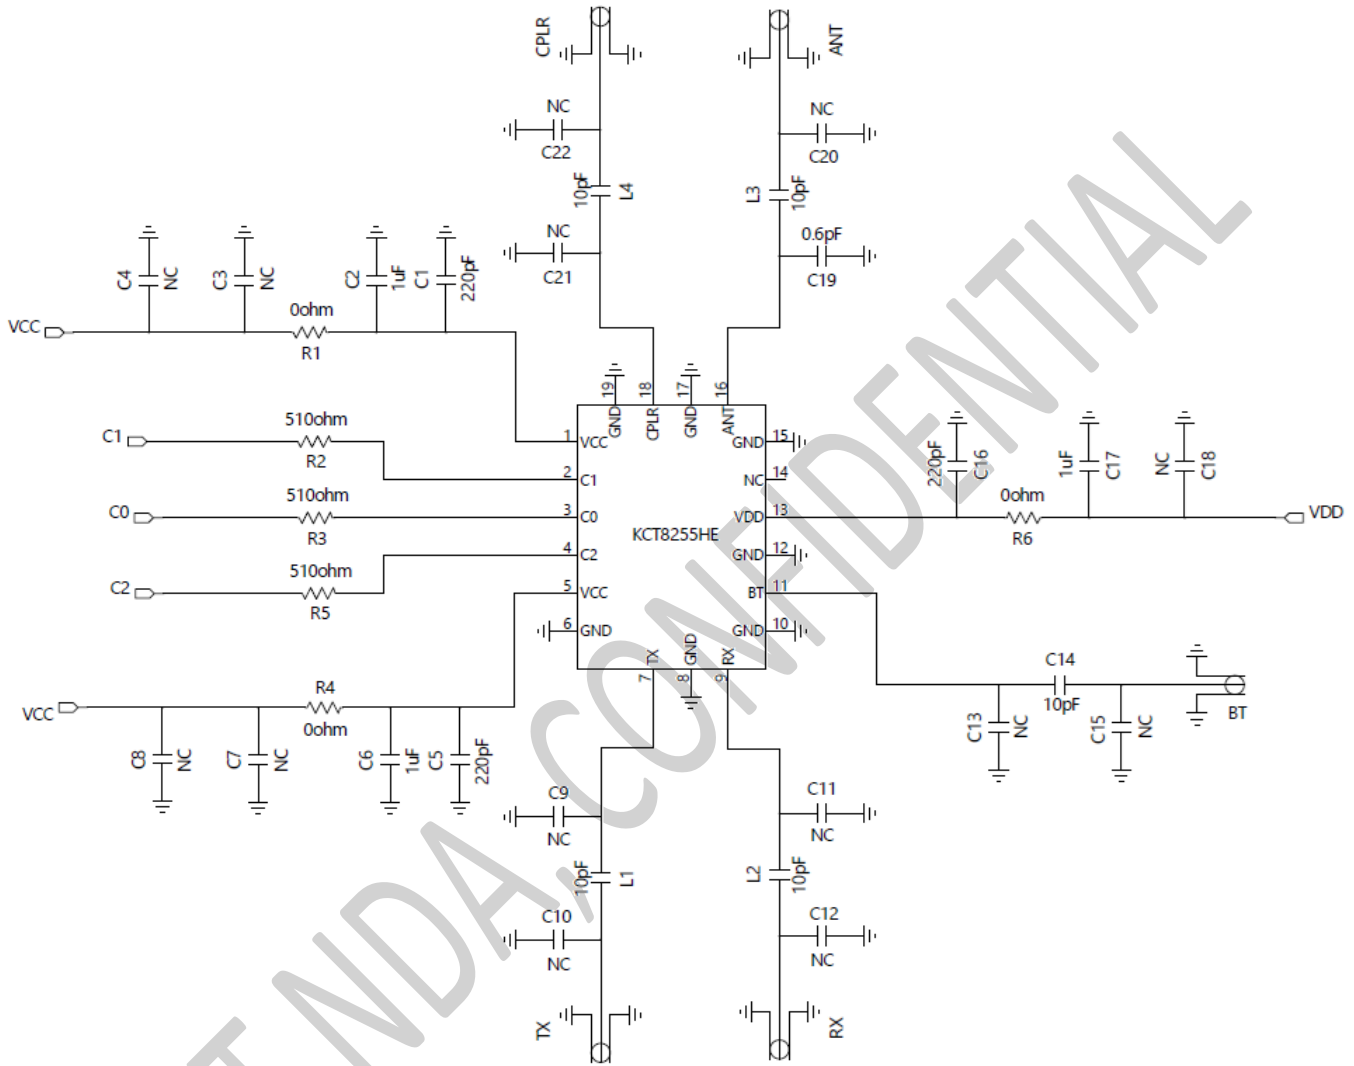 CPLR
ANT
NC
C22
10pF
L4
NC
C21
NC
C20
L3
10pF
0.6pF
C19
C4
NC
C3
NC
C2
1uF
C1
220pF
VCC
0ohm
R1
C1
510ohm
R2
C0
510ohm
R3
C2
510ohm
R5
19
18
17
16
GND
CPLR
GND
ANT
1
VCC
2
C1
3
C0
4
C2
5
VCC
6
GND
KCT8255HE
GND
15
NC
14
VDD
13
GND
12
BT
11
GND
10
TX
GND
RX
7
8
9
220pF
C16
0ohm
R6
1uF
C17
NC
C18
VDD
C14
10pF
C13
NC
C15
NC
BT
VCC
R4
0ohm
C8
NC
C7
NC
C6
1uF
C5
220pF
C9
NC
10pF
L1
C10
NC
TX
C11
NC
L2
10pF
C12
NC
RX
T NDA, CONFIDENTIAL